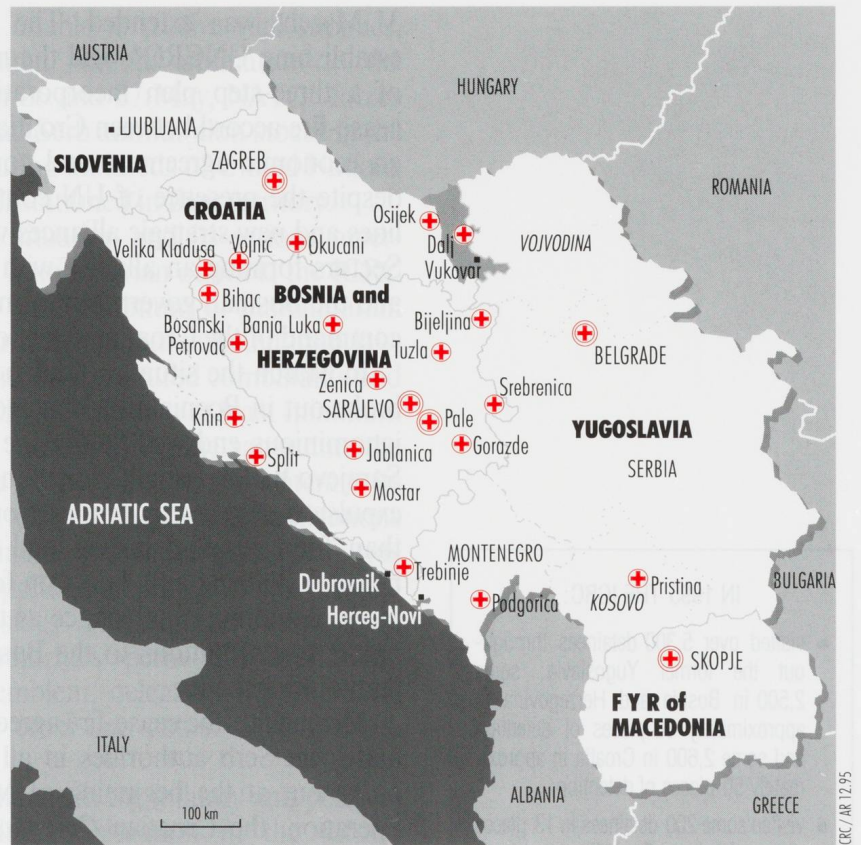 AUSTRIA
HUNGARY
LJUBLJANA
SLOVENIA
ZAGREB
ROMANIA
CROATIA
Osijek
Dalj
VOJVODINA
Velika Kladusa
Vojnic
Okucani
Vukovar
Bihac
BOSNIA and
Bosanski
Petrovac
Banja Luka
Bijeljina
HERZEGOVINA
Tuzla
BELGRADE
Zenica
Srebrenica
SARAJEVO
Knin
Pale
YUGOSLAVIA
Split
Jablanica
Gorazde
SERBIA
Mostar
ADRIATIC SEA
MONTENEGRO
Trebinje
Dubrovnik
Pristina
BULGARIA
Herceg-Novi
Podgorica
KOSOVO
SKOPJE
F Y R of
MACEDONIA
ITALY
ALBANIA
GREECE
100 km
CRC / AR 12.95